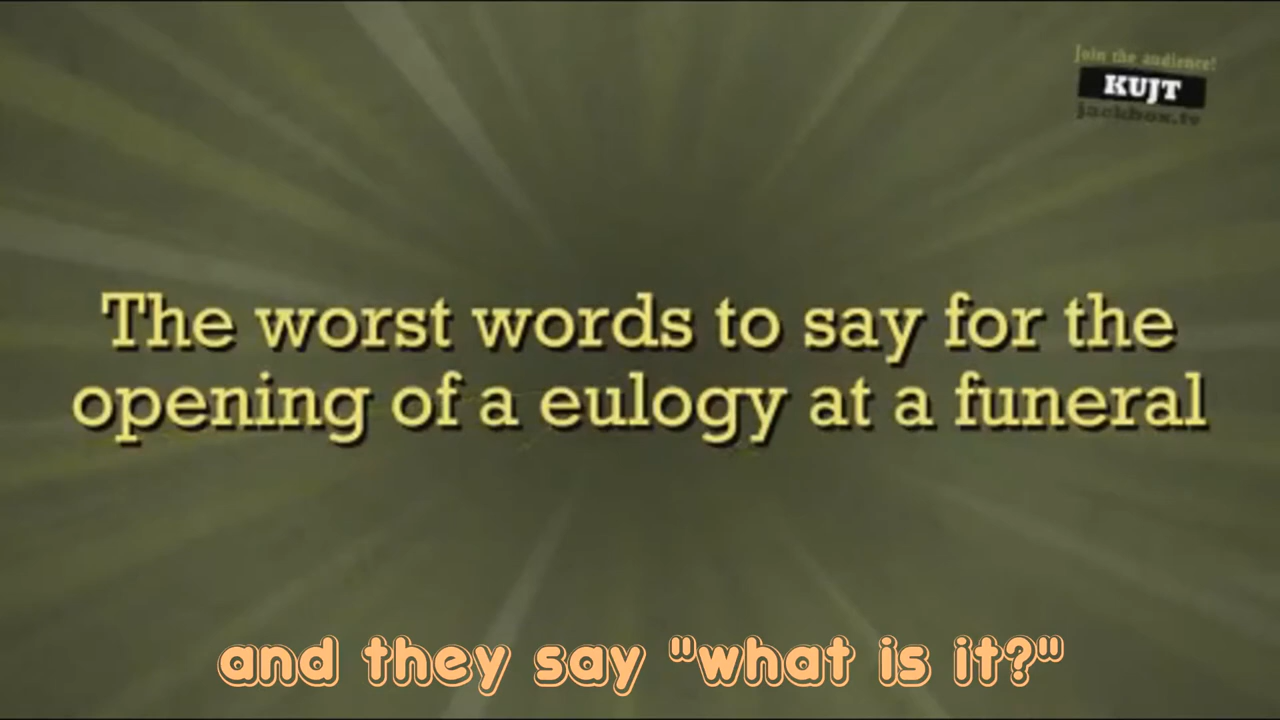 Join the audience!
KUJT
jackbox.tv
The worst words to say for the
opening of a eulogy at a funeral
and they say "what is it?"